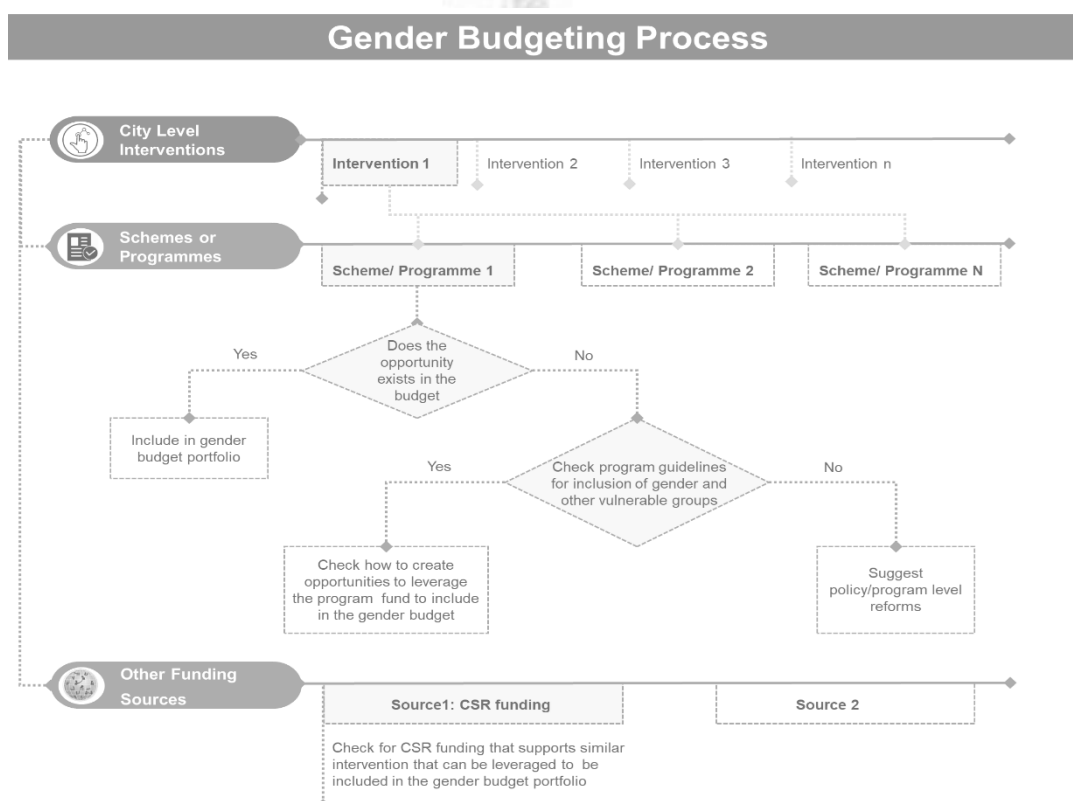 Gender Budgeting Process
City Level
Interventions
Intervention 1
Intervention 2
Intervention 3
Intervention n
Schemes or
Programmes
Scheme/ Programme 1
Scheme/ Programme 2
Scheme/ Programme N
Does the
opportunity
exists in the
budget
Yes
No
Include in gender
budget portfolio
Check program guidelines
for inclusion of gender and
other vulnerable groups
Yes
No
Check how to create
opportunities to leverage
the program fund to include
in the gender budget
Suggest
policy/program level
reforms
Other Funding
Sources
Source1: CSR funding
Source 2
Check for CSR funding that supports similar
intervention that can be leveraged to be
included in the gender budget portfolio